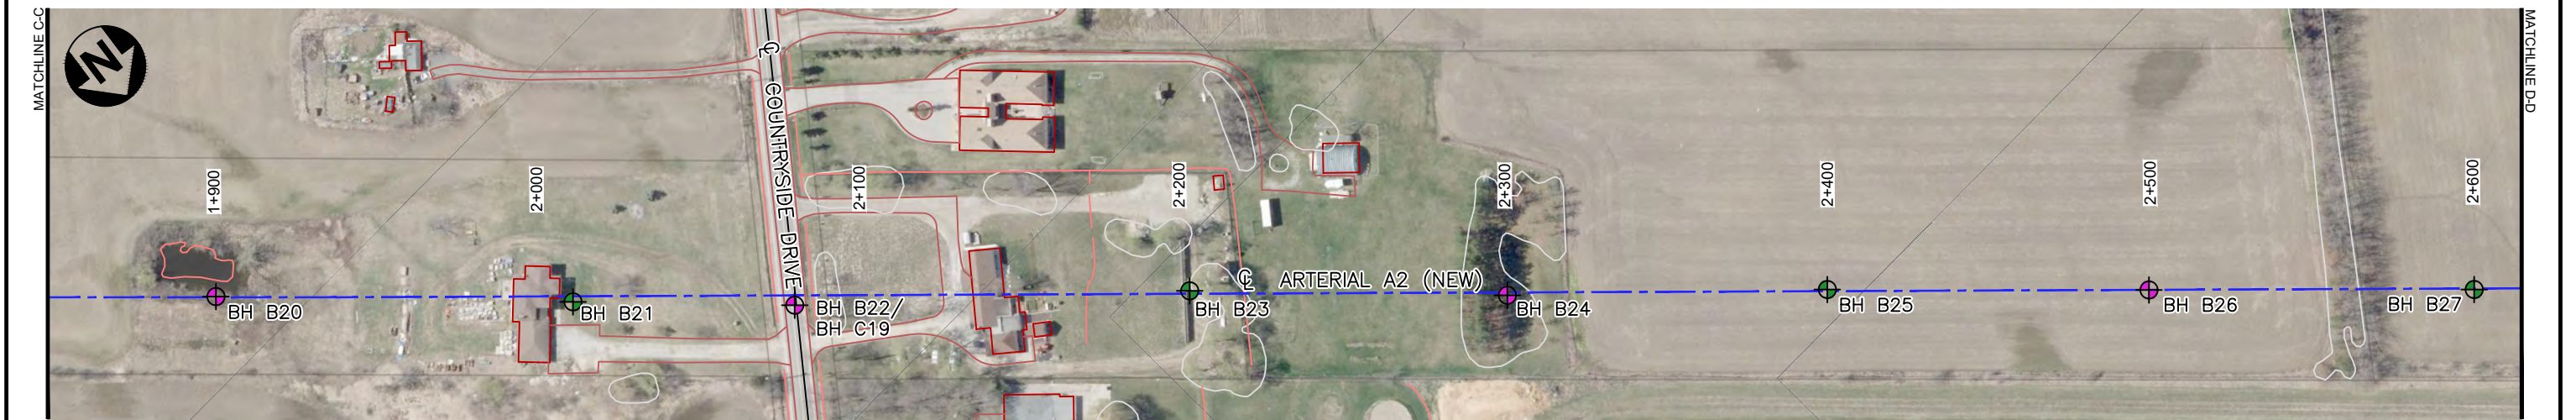 MATCHLINE C-C
N
1+900
2+000
2+100
2+200
2+300
2+400
2+500
2+600
℄ COUNTRYSIDE DRIVE
℄ ARTERIAL A2 (NEW)
BH B20
BH B21
BH B22/
BH C19
BH B23
BH B24
BH B25
BH B26
BH B27
MATCHLINE D-D